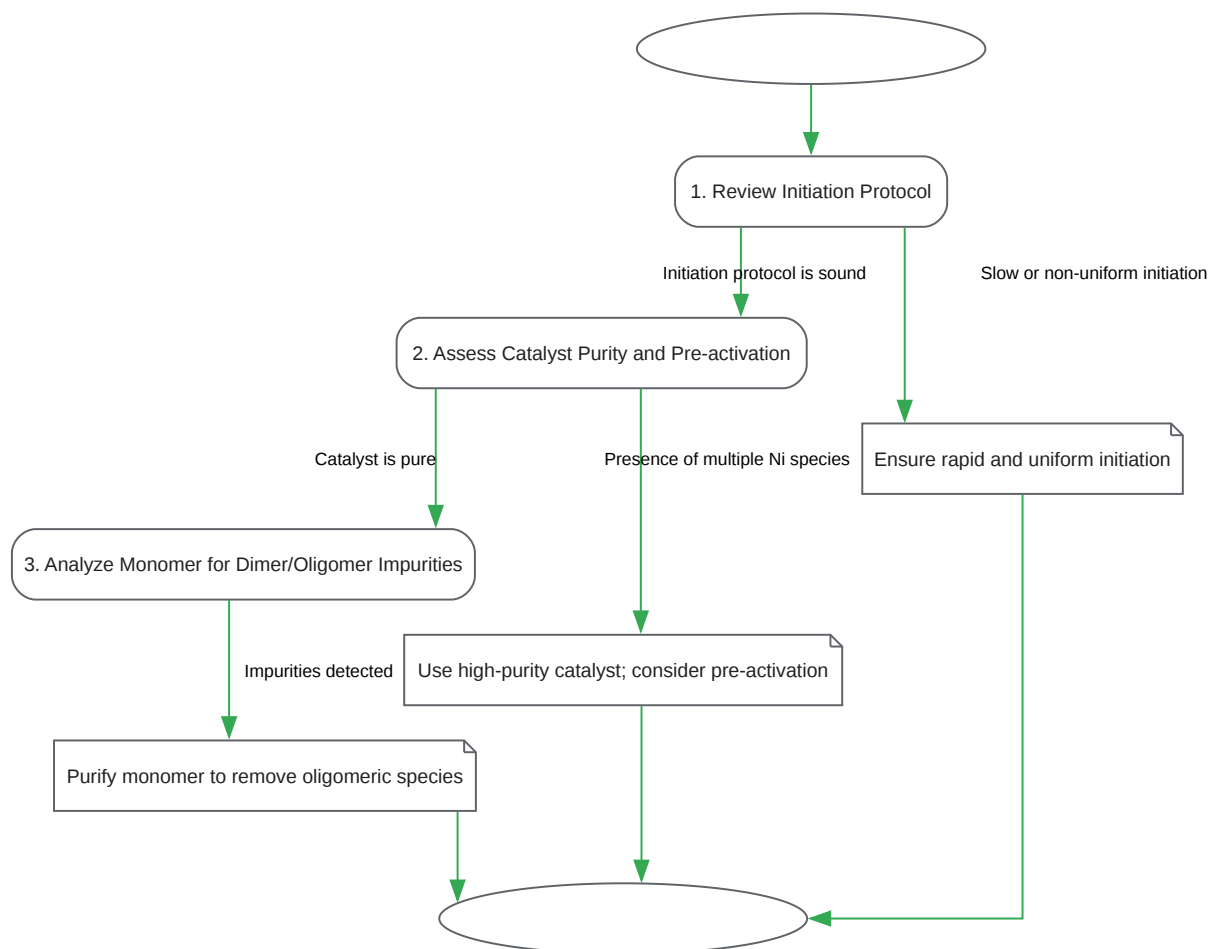 1. Review Initiation Protocol
Initiation protocol is sound
Slow or non-uniform initiation
2. Assess Catalyst Purity and Pre-activation
Catalyst is pure
Presence of multiple Ni species
Ensure rapid and uniform initiation
3. Analyze Monomer for Dimer/Oligomer Impurities
Impurities detected
Use high-purity catalyst; consider pre-activation
Purify monomer to remove oligomeric species